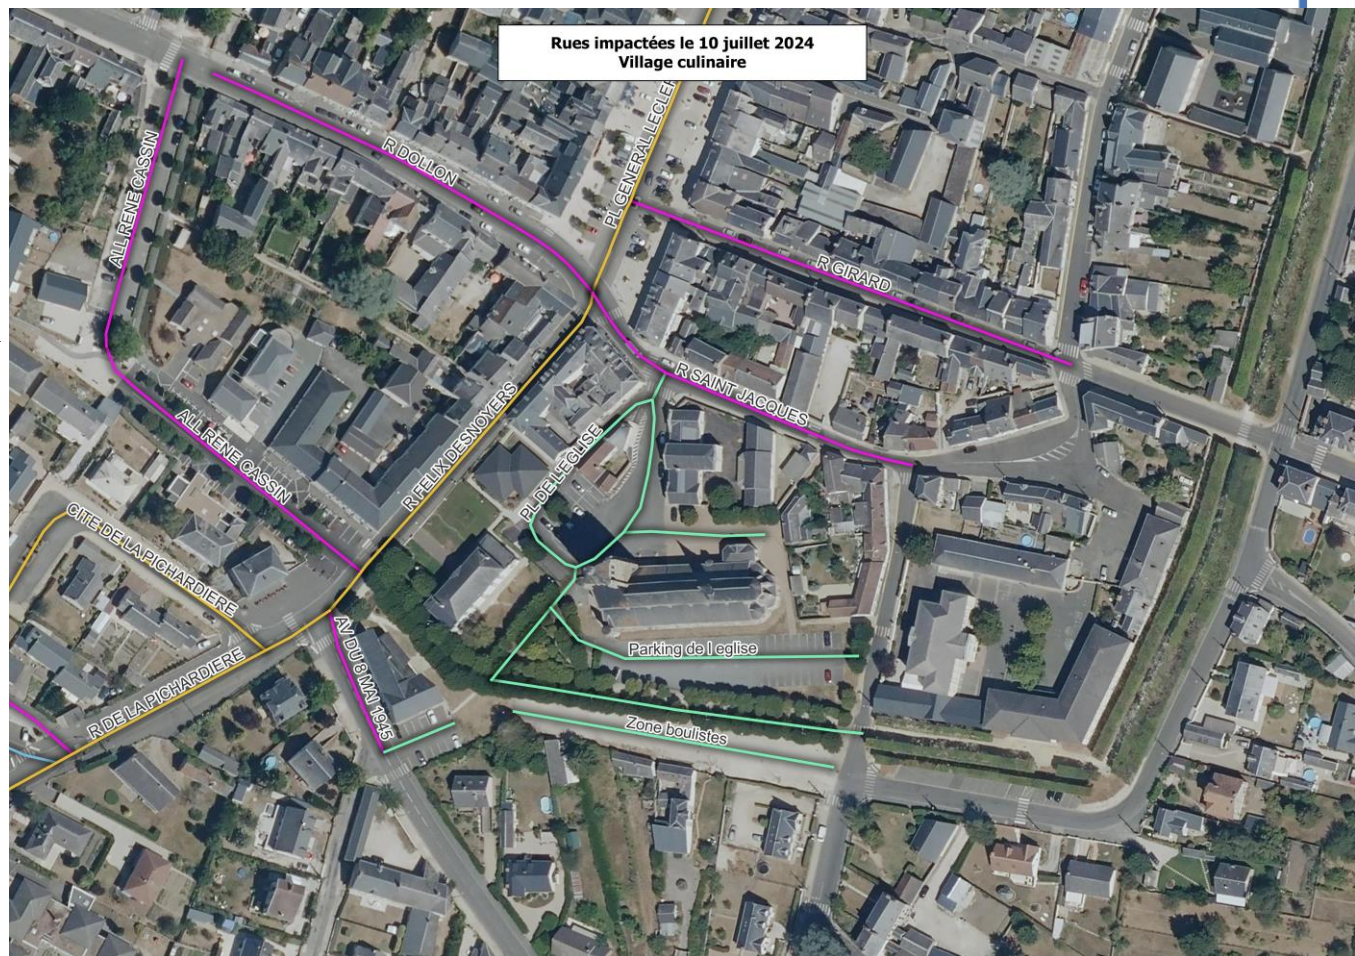 Rues impactées le 10 juillet 2024
Village culinaire
ALL RENE CASSIN
R DOLLON
PL GENERAL LECLER
R GIRARD
R SAINT JACQUES
ALL RENE CASSIN
R FELIX DESNOYERS
PL DE L'EGLISE
CITE DE LA PICHARDIERE
R DE LA PICHARDIERE
AV DU 8 MAI 1945
Parking de l eglise
Zone boulistes